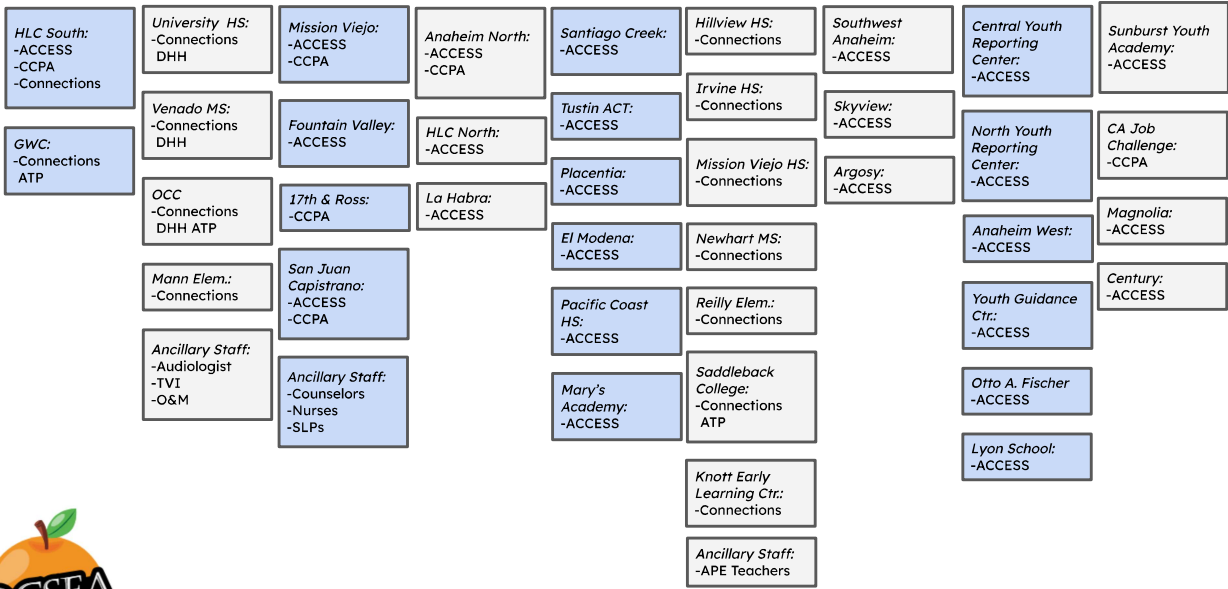 HLC South:
-ACCESS
-CCPA
-Connections
GWC:
-Connections
ATP
University HS:
-Connections
DHH
Venado MS:
-Connections
DHH
OCC
-Connections
DHH ATP
Mann Elem.:
-Connections
Ancillary Staff:
-Audiologist
-TVI
-O&M
Mission Viejo:
-ACCESS
-CCPA
Fountain Valley:
-ACCESS
17th & Ross:
-CCPA
San Juan
Capistrano:
-ACCESS
-CCPA
Ancillary Staff:
-Counselors
-Nurses
-SLPs
Anaheim North:
-ACCESS
-CCPA
HLC North:
-ACCESS
La Habra:
-ACCESS
Santiago Creek:
-ACCESS
Tustin ACT:
-ACCESS
Placentia:
-ACCESS
El Modena:
-ACCESS
Pacific Coast
HS:
-ACCESS
Mary's
Academy:
-ACCESS
Hillview HS:
-Connections
Irvine HS:
-Connections
Mission Viejo HS:
-Connections
Newhart MS:
-Connections
Reilly Elem.:
-Connections
Saddleback
College:
-Connections
ATP
Knott Early
Learning Ctr.:
-Connections
Ancillary Staff:
-APE Teachers
Southwest
Anaheim:
-ACCESS
Skyview:
-ACCESS
Argosy:
-ACCESS
Central Youth
Reporting
Center:
-ACCESS
North Youth
Reporting
Center:
-ACCESS
Anaheim West:
-ACCESS
Youth Guidance
Ctr.:
-ACCESS
Otto A. Fischer
-ACCESS
Lyon School:
-ACCESS
Sunburst Youth
Academy:
-ACCESS
CA Job
Challenge:
-CCPA
Magnolia:
-ACCESS
Century:
-ACCESS